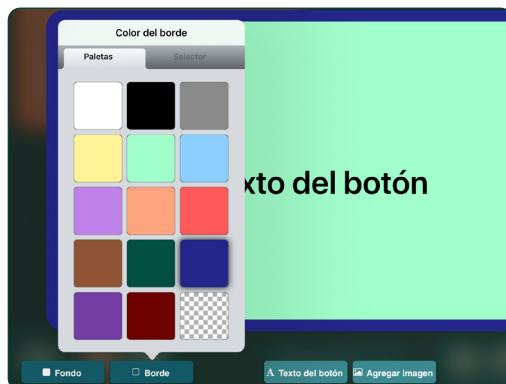 Color del borde
Paletas
Selector
xto del botón
Fondo
Borde
A Texto del botón
Agregar imagen